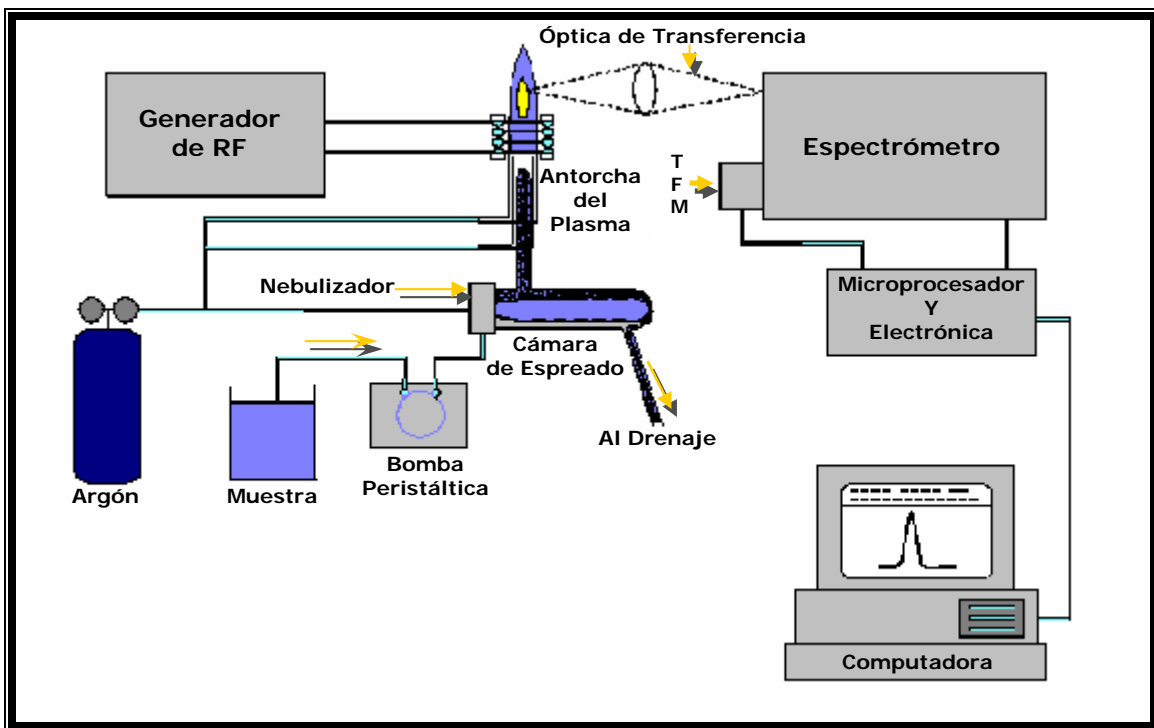 Óptica de Transferencia
Generador
de RF
Espectrómetro
T
F
M
Antorcha
del
Plasma
Nebulizador
Microprocesador
Y
Electrónica
Cámara
de Espreado
Al Drenaje
Bomba
Peristáltica
Argón
Muestra
Computadora